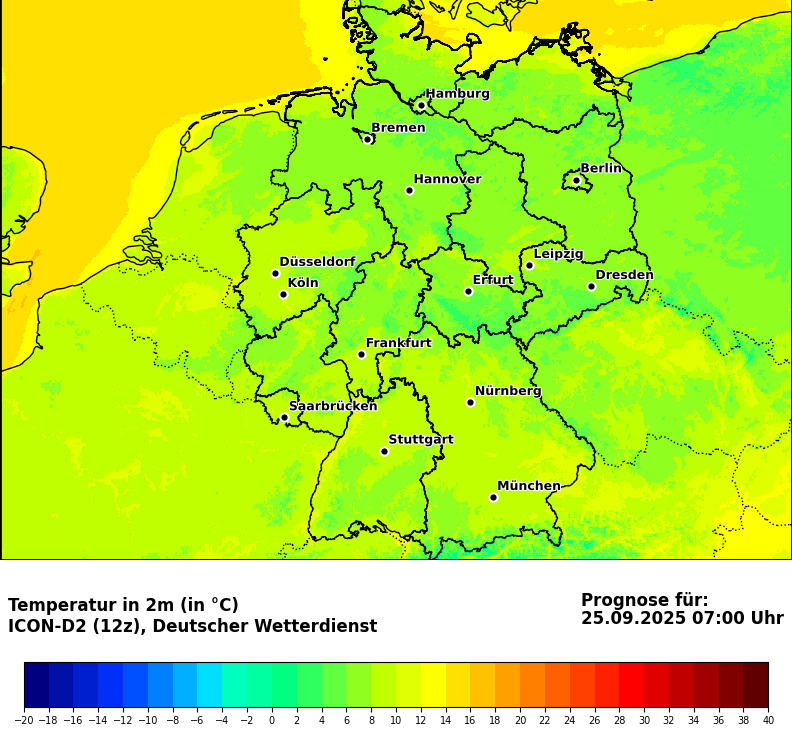 Hamburg
Bremen
Berlin
Hannover
Leipzig
Düsseldorf
Dresden
Erfurt
Köln
Frankfurt
Nürnberg
Saarbrücken
Stuttgart
München
Temperatur in 2m (in °C)
ICON-D2 (12z), Deutscher Wetterdienst
Prognose für:
25.09.2025 07:00 Uhr
−20 −18 −16 −14 −12 −10 −8 −6 −4 −2 0 2 4 6 8 10 12 14 16 18 20 22 24 26 28 30 32 34 36 38 40